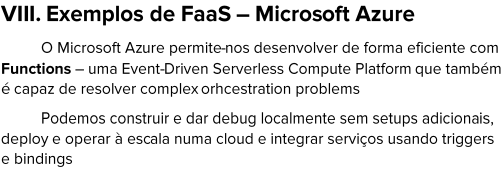 VIII. Exemplos de FaaS – Microsoft Azure
O Microsoft Azure permite-nos desenvolver de forma eficiente com
Functions – uma Event-Driven Serverless Compute Platform que também
é capaz de resolver complex orhcestration problems
Podemos construir e dar debug localmente sem setups adicionais,
deploy e operar à escala numa cloud e integrar serviços usando triggers
e bindings